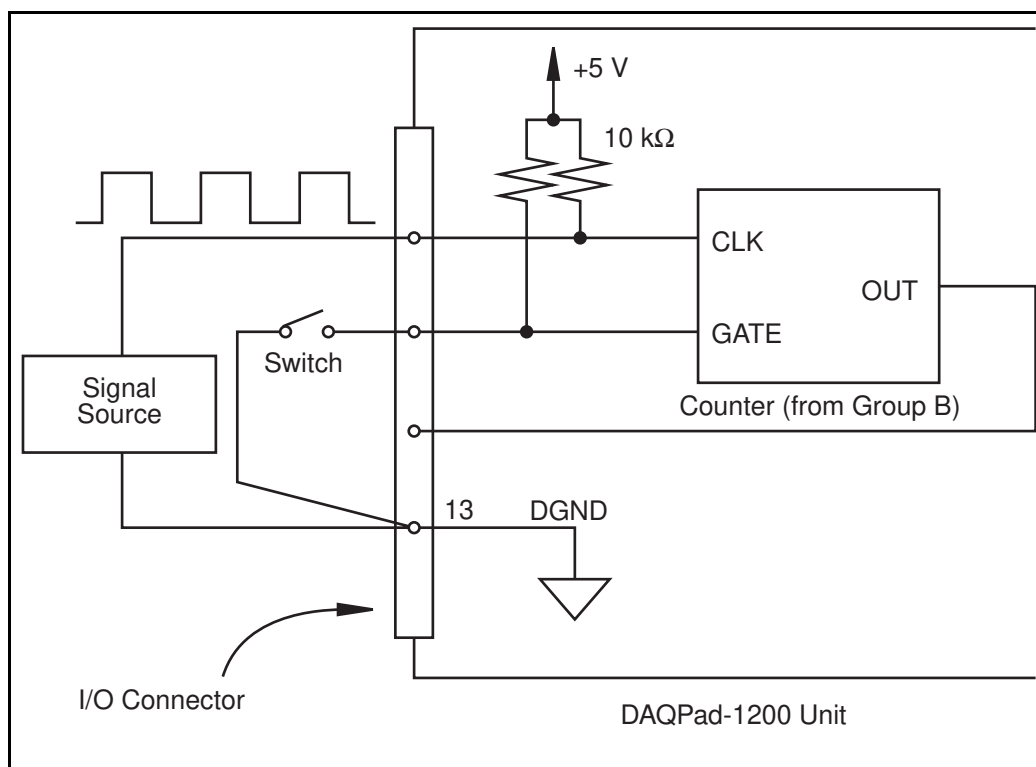 +5 V
10 kΩ
CLK
OUT
GATE
Switch
Signal
Source
Counter (from Group B)
13 DGND
I/O Connector
DAQPad-1200 Unit